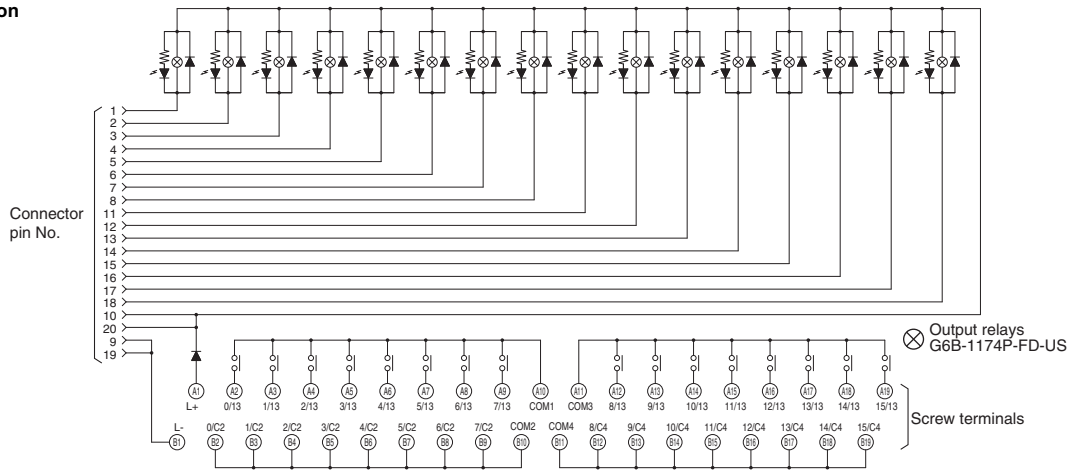 on
1
2
3
4
5
6
7
8
11
12
13
14
15
16
17
18
10
20
9
19
Connector
pin No.
Output relays
G6B-1174P-FD-US
A1 A2 A3 A4 A5 A6 A7 A8 A9 A10 A11 A12 A13 A14 A15 A16 A17 A18 A19
L+ 0/13 1/13 2/13 3/13 4/13 5/13 6/13 7/13 COM1 COM3 8/13 9/13 10/13 11/13 12/13 13/13 14/13 15/13
Screw terminals
L- 0/C2 1/C2 2/C2 3/C2 4/C2 5/C2 6/C2 7/C2 COM2 COM4 8/C4 9/C4 10/C4 11/C4 12/C4 13/C4 14/C4 15/C4
B1 B2 B3 B4 B5 B6 B7 B8 B9 B10 B11 B12 B13 B14 B15 B16 B17 B18 B19